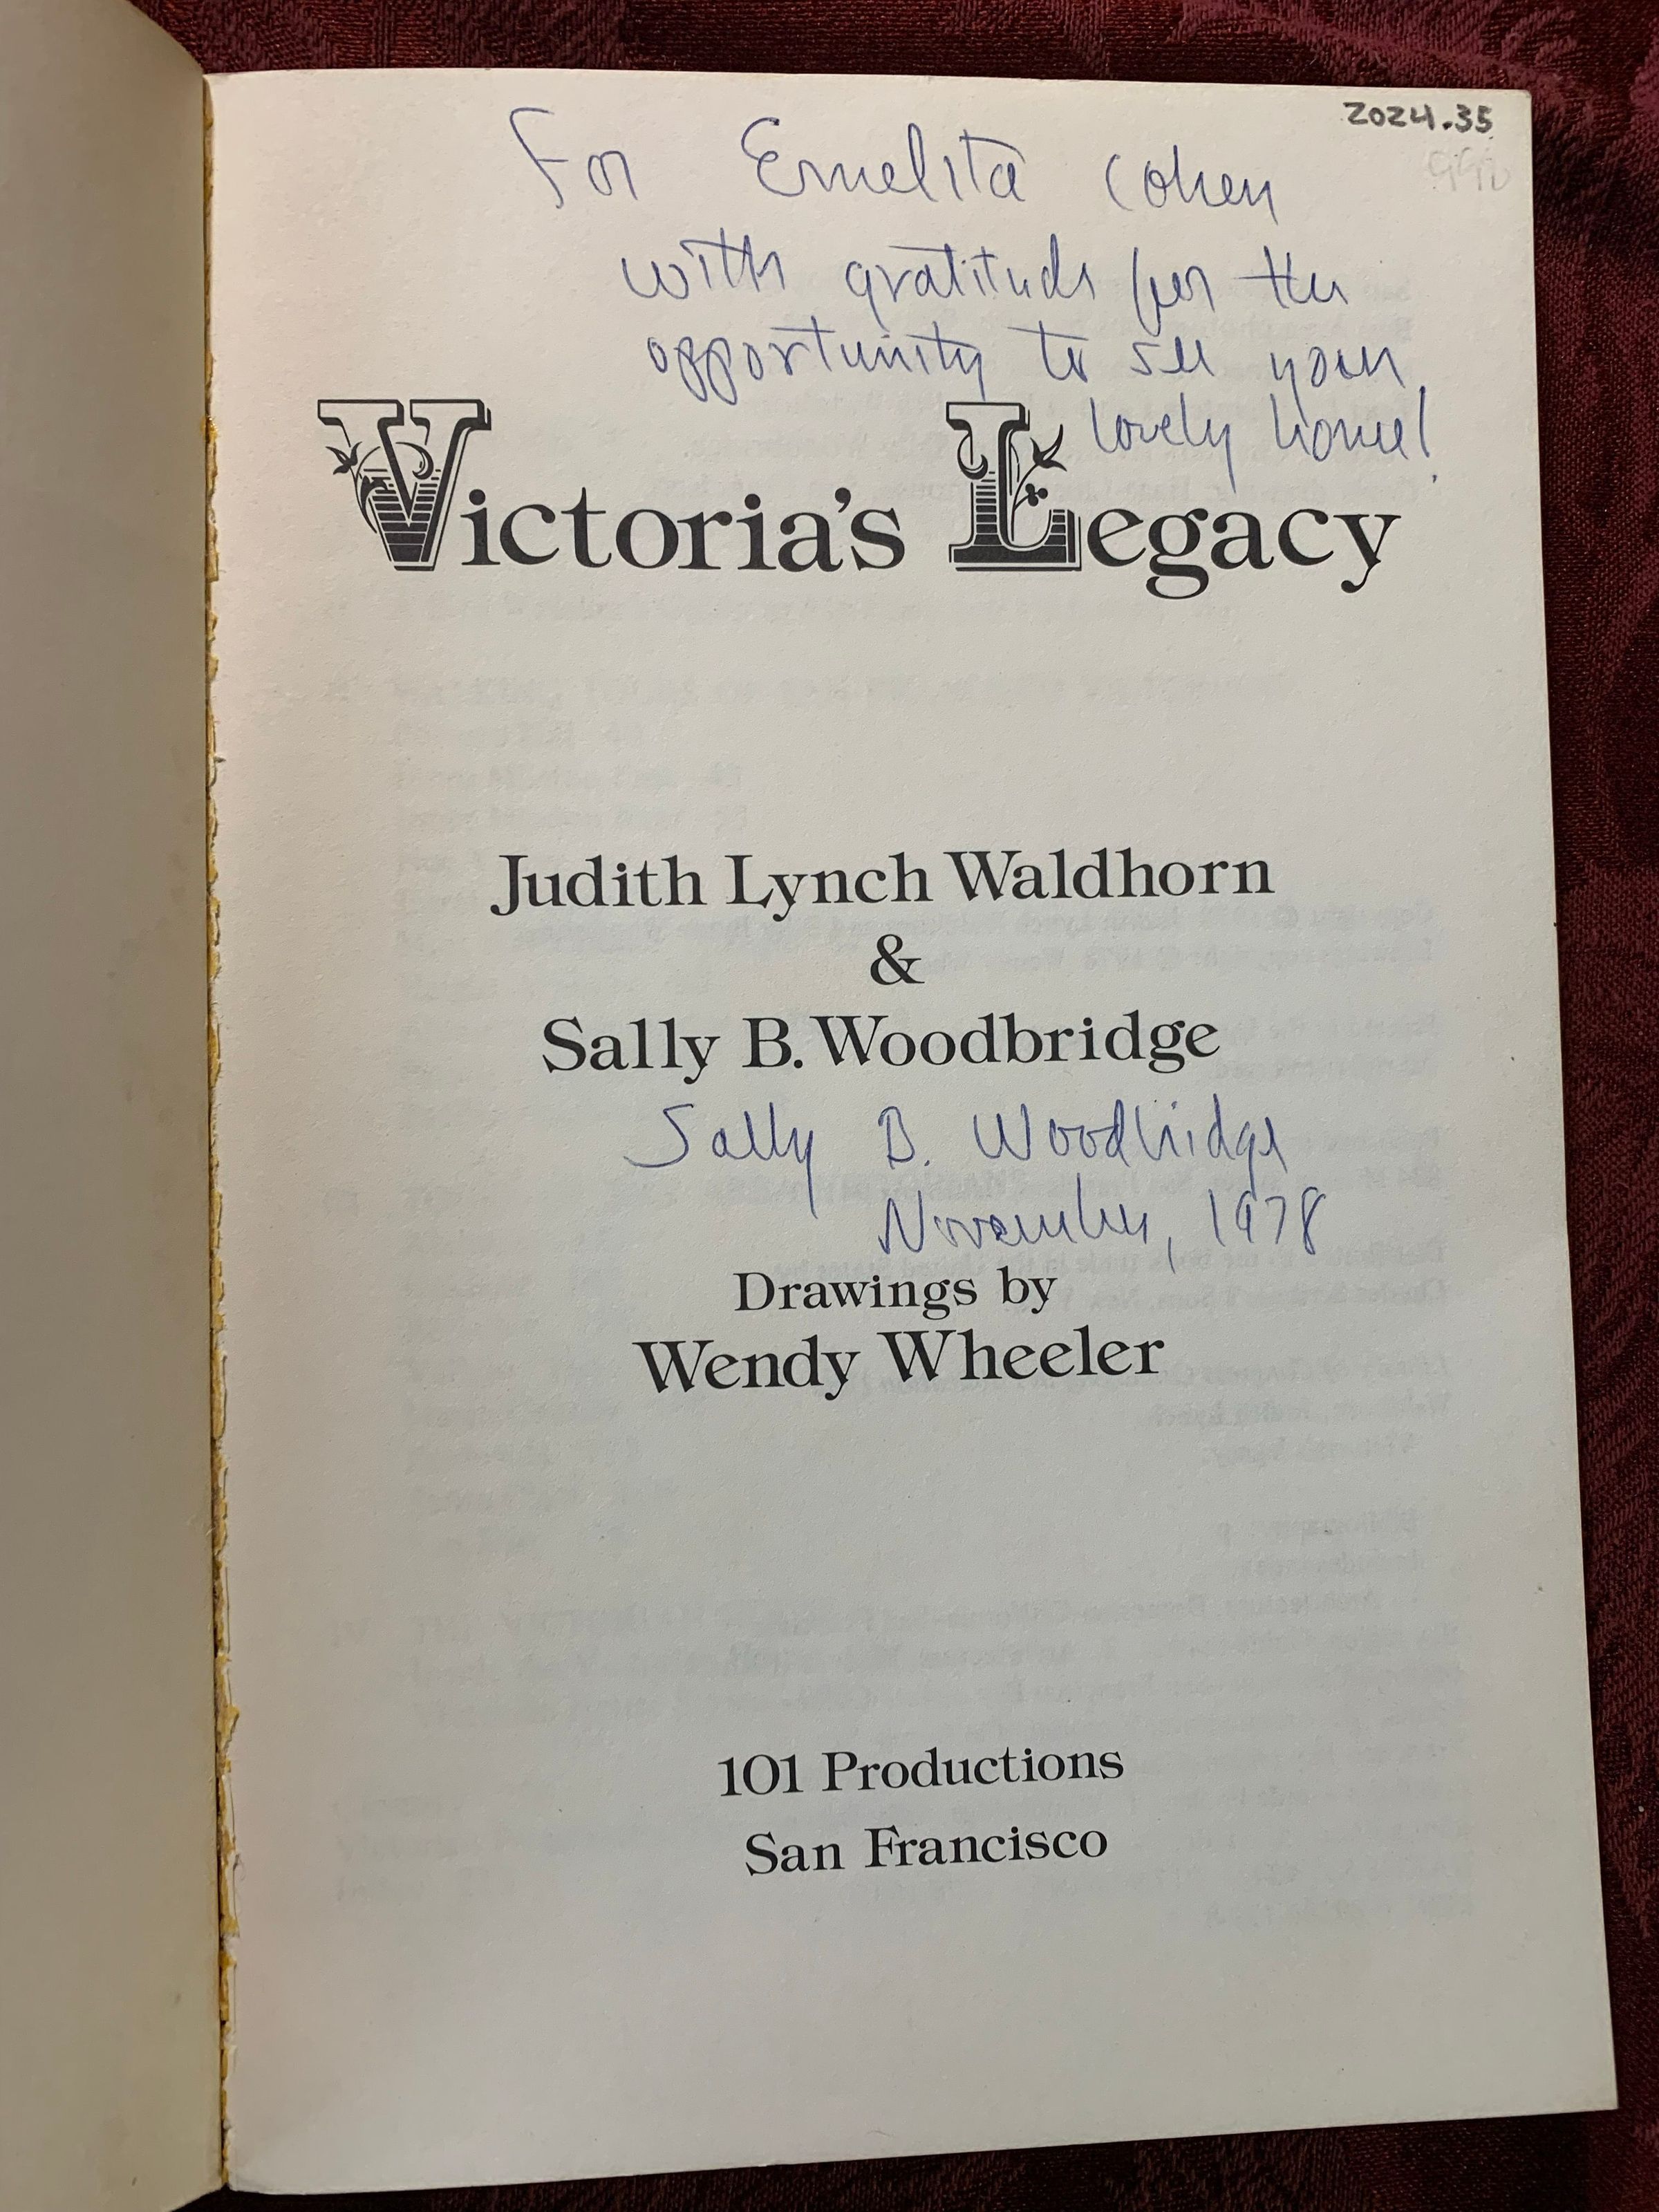 2024.35
For Ernelita Cohen
with gratitude for the
opportunity to see your
lovely home!
Victoria's Legacy
Judith Lynch Waldhorn
&
Sally B. Woodbridge
Sally B. Woodbridge
November, 1978
Drawings by
Wendy Wheeler
101 Productions
San Francisco